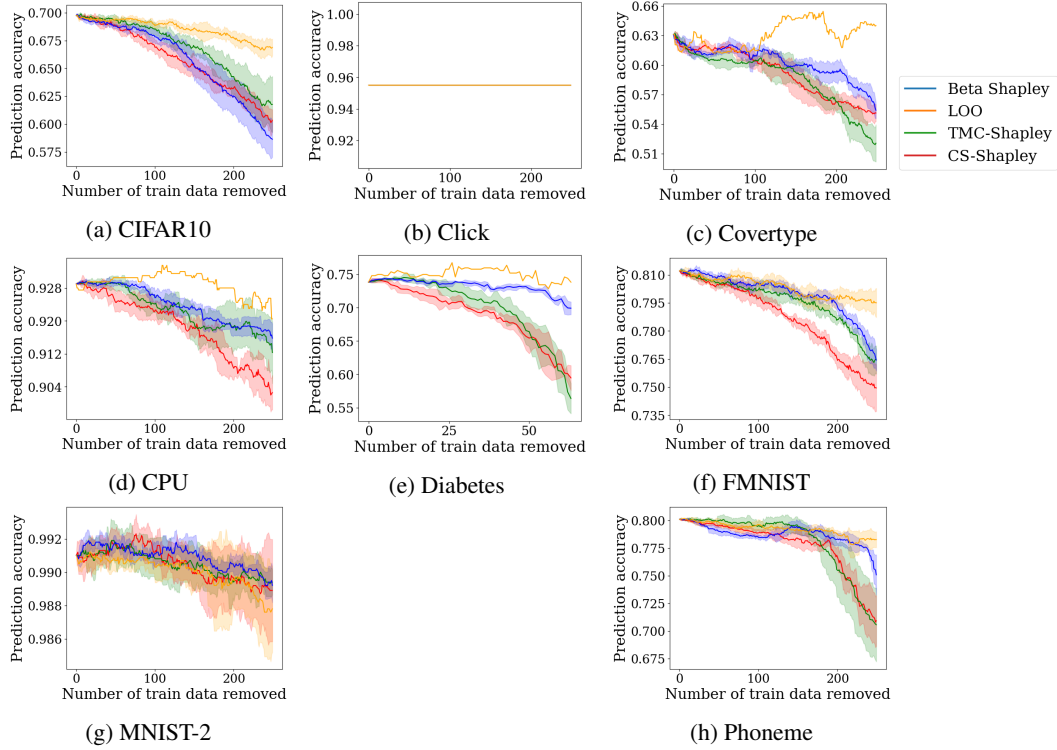 Prediction accuracy
0.700
0.675
0.650
0.625
0.600
0.575
0
100
200
Number of train data removed
(a) CIFAR10
Prediction accuracy
1.00
0.98
0.96
0.94
0.92
0
100
200
Number of train data removed
(b) Click
Prediction accuracy
0.66
0.63
0.60
0.57
0.54
0.51
0
100
200
Number of train data removed
(c) Covertype
Beta Shapley
LOO
TMC-Shapley
CS-Shapley
Prediction accuracy
0.928
0.920
0.912
0.904
0
100
200
Number of train data removed
(d) CPU
Prediction accuracy
0.75
0.70
0.65
0.60
0.55
0
25
50
Number of train data removed
(e) Diabetes
Prediction accuracy
0.810
0.795
0.780
0.765
0.750
0.735
0
100
200
Number of train data removed
(f) FMNIST
Prediction accuracy
0.992
0.990
0.988
0.986
0
100
200
Number of train data removed
(g) MNIST-2
Prediction accuracy
0.800
0.775
0.750
0.725
0.700
0.675
0
100
200
Number of train data removed
(h) Phoneme